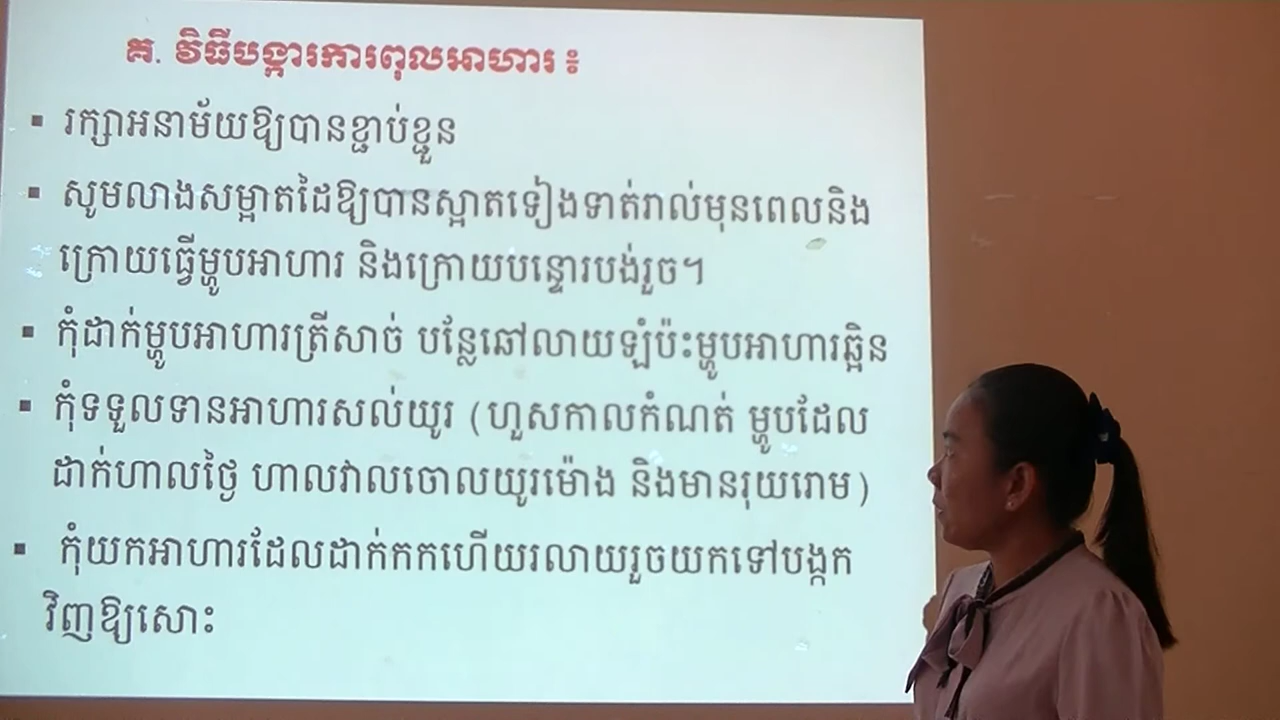 គ. វិធីបង្ការការពុលអាហារ ៖
▪ រក្សាអនាម័យឱ្យបានខ្ជាប់ខ្ជួន
▪ សូមលាងសម្អាតដៃឱ្យបានស្អាតទៀងទាត់រាល់មុនពេលនិង
ក្រោយធ្វើម្ហូបអាហារ និងក្រោយបន្ទោរបង់រួច។
▪ កុំដាក់ម្ហូបអាហារត្រីសាច់ បន្លែឆៅលាយឡំប៉ះម្ហូបអាហារឆ្អិន
▪ កុំទទួលទានអាហារសល់យូរ (ហួសកាលកំណត់ ម្ហូបដែល
ដាក់ហាលថ្ងៃ ហាលវាលចោលយូរម៉ោង និងមានរុយរោម)
▪ កុំយកអាហារដែលដាក់កកហើយរលាយរួចយកទៅបង្កក
វិញឱ្យសោះ